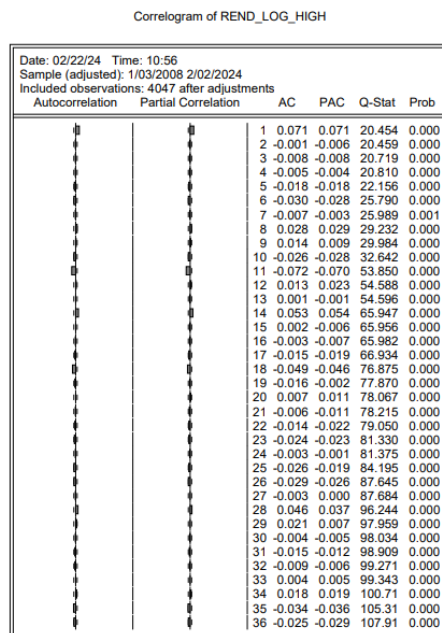 Correlogram of REND_LOG_HIGH
Date: 02/22/24 Time: 10:56
Sample (adjusted): 1/03/2008 2/02/2024
Included observations: 4047 after adjustments
Autocorrelation Partial Correlation AC PAC Q-Stat Prob
1 0.071 0.071 20.454 0.000
2 -0.001 -0.006 20.459 0.000
3 -0.008 -0.008 20.719 0.000
4 -0.005 -0.004 20.810 0.000
5 -0.018 -0.018 22.156 0.000
6 -0.030 -0.028 25.790 0.000
7 -0.007 -0.003 25.989 0.001
8 0.028 0.029 29.232 0.000
9 0.014 0.009 29.984 0.000
10 -0.026 -0.028 32.642 0.000
11 -0.072 -0.070 53.850 0.000
12 0.013 0.023 54.588 0.000
13 0.001 -0.001 54.596 0.000
14 0.053 0.054 65.947 0.000
15 0.002 -0.006 65.956 0.000
16 -0.003 -0.007 65.982 0.000
17 -0.015 -0.019 66.934 0.000
18 -0.049 -0.046 76.875 0.000
19 -0.016 -0.002 77.870 0.000
20 0.007 0.011 78.067 0.000
21 -0.006 -0.011 78.215 0.000
22 -0.014 -0.022 79.050 0.000
23 -0.024 -0.023 81.330 0.000
24 -0.003 -0.001 81.375 0.000
25 -0.026 -0.019 84.195 0.000
26 -0.029 -0.026 87.645 0.000
27 -0.003 0.000 87.684 0.000
28 0.046 0.037 96.244 0.000
29 0.021 0.007 97.959 0.000
30 -0.004 -0.005 98.034 0.000
31 -0.015 -0.012 98.909 0.000
32 -0.009 -0.006 99.271 0.000
33 0.004 0.005 99.343 0.000
34 0.018 0.019 100.71 0.000
35 -0.034 -0.036 105.31 0.000
36 -0.025 -0.029 107.91 0.000